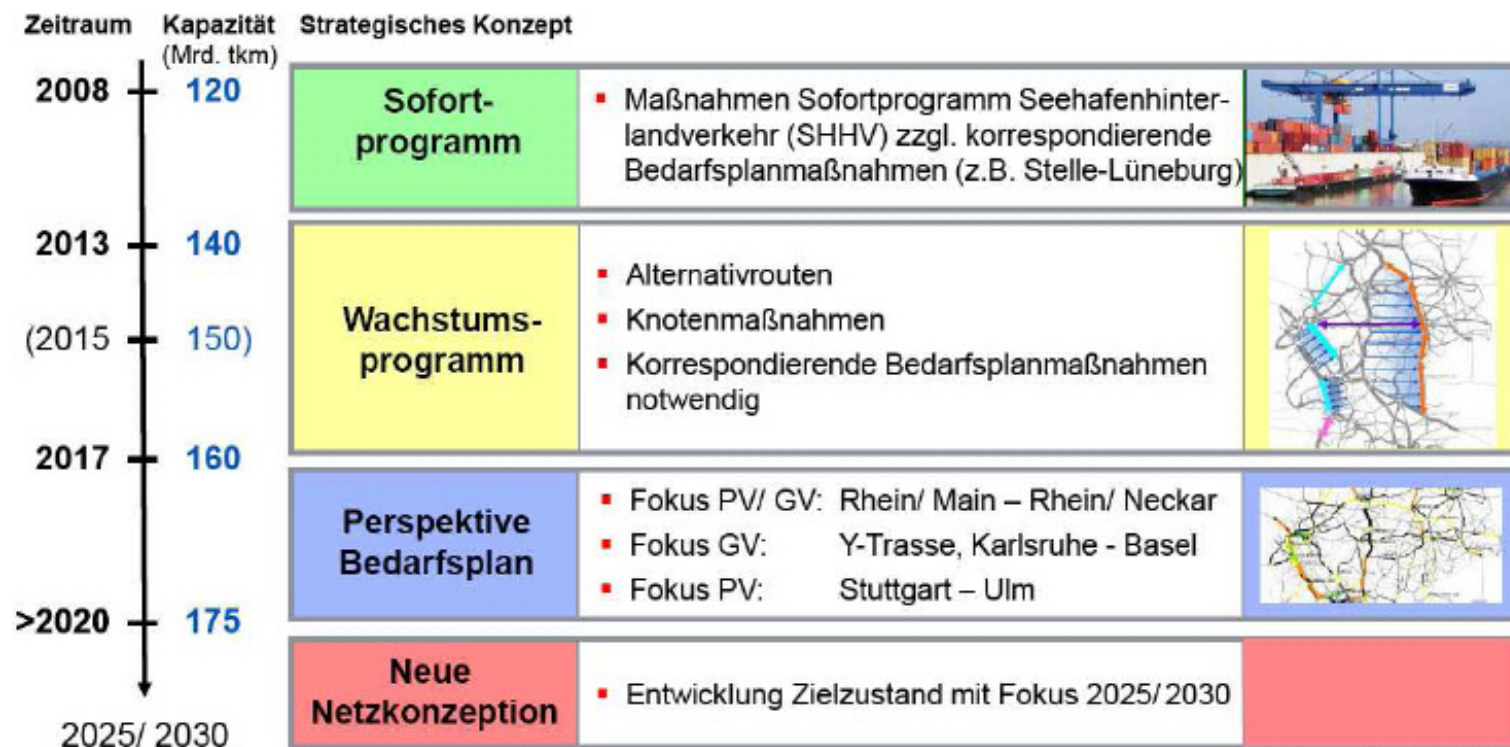 Zeitraum Kapazität Strategisches Konzept
(Mrd. tkm)
2008 120
Sofort-
programm
▪ Maßnahmen Sofortprogramm Seehafenhinter-
landverkehr (SHHV) zzgl. korrespondierende
Bedarfsplanmaßnahmen (z.B. Stelle-Lüneburg)
2013 140
(2015 150)
Wachstums-
programm
▪ Alternativrouten
▪ Knotenmaßnahmen
▪ Korrespondierende Bedarfsplanmaßnahmen
notwendig
2017 160
Perspektive
Bedarfsplan
▪ Fokus PV/ GV: Rhein/ Main – Rhein/ Neckar
▪ Fokus GV: Y-Trasse, Karlsruhe - Basel
▪ Fokus PV: Stuttgart – Ulm
>2020 175
Neue
Netzkonzeption
▪ Entwicklung Zielzustand mit Fokus 2025/ 2030
2025/ 2030